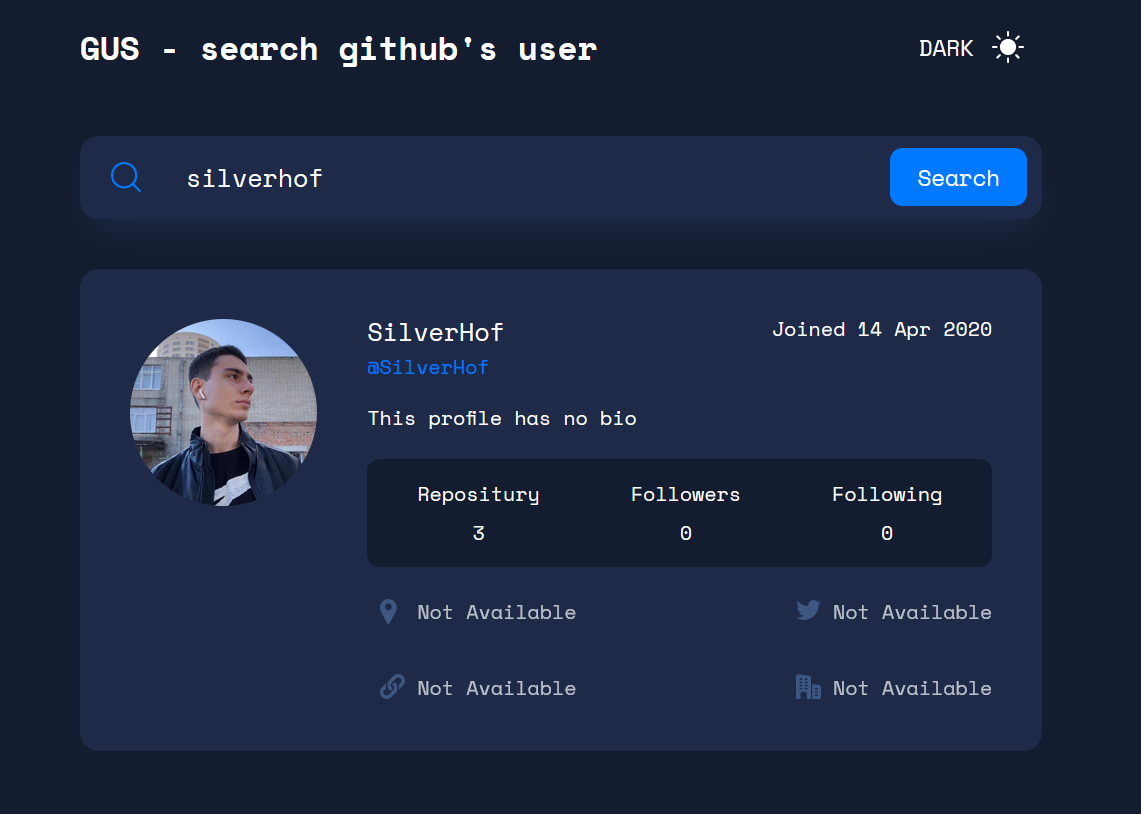 GUS - search github's user
DARK
silverhof
Search
SilverHof
Joined 14 Apr 2020
@SilverHof
This profile has no bio
Repositury
Followers
Following
3
0
0
Not Available
Not Available
Not Available
Not Available